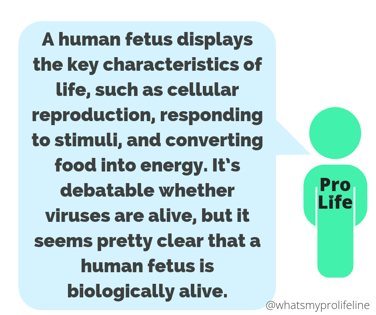 A human fetus displays
the key characteristics of
life, such as cellular
reproduction, responding
to stimuli, and converting
food into energy. It's
debatable whether
viruses are alive, but it
seems pretty clear that a
human fetus is
biologically alive.
Pro
Life
@whatsmyprolifeline